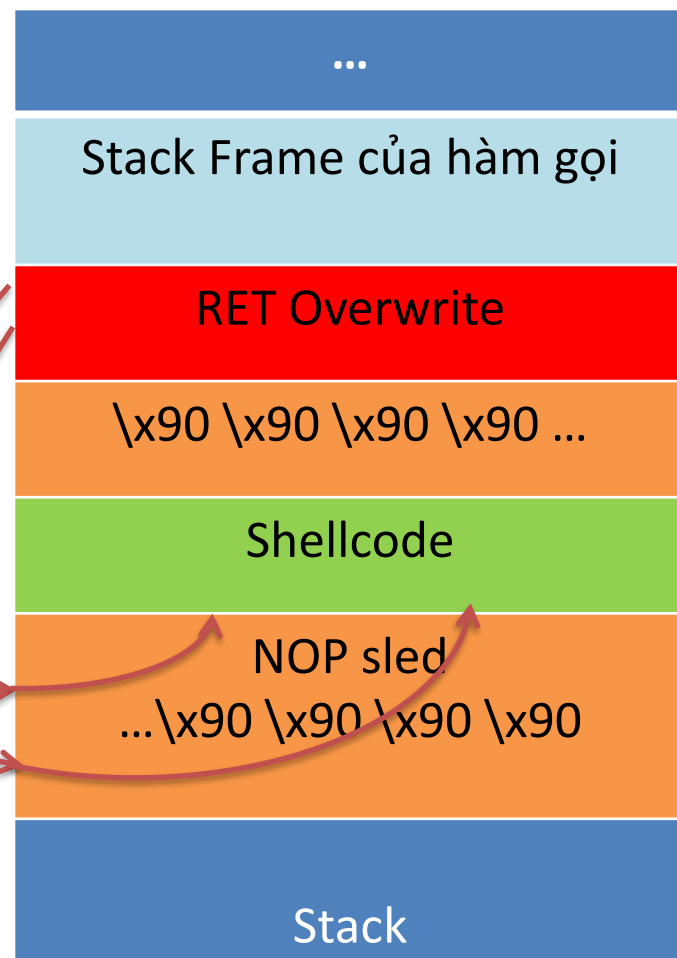 ...
Stack Frame của hàm gọi
RET Overwrite
\x90 \x90 \x90 \x90 ...
Shellcode
NOP sled
...\x90 \x90 \x90 \x90
Stack